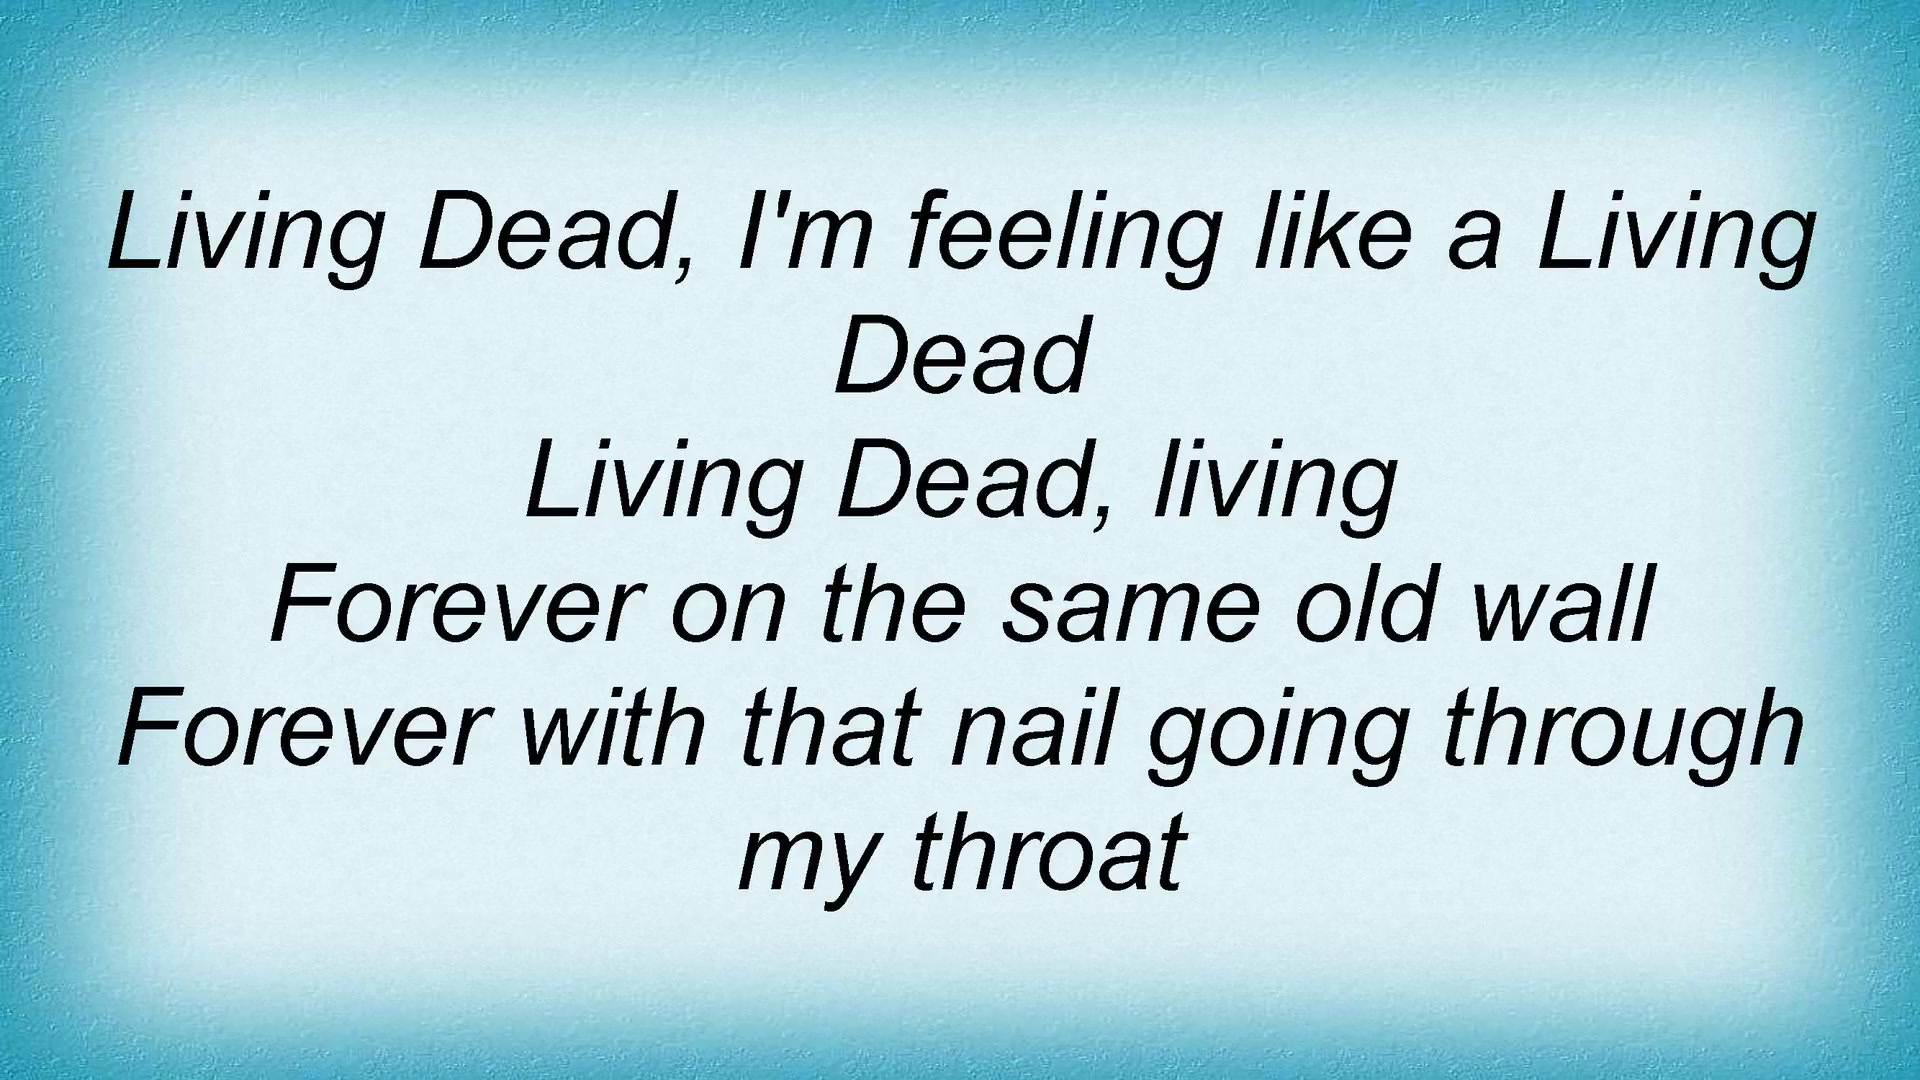 Living Dead, I'm feeling like a Living
Dead
Living Dead, living
Forever on the same old wall
Forever with that nail going through
my throat